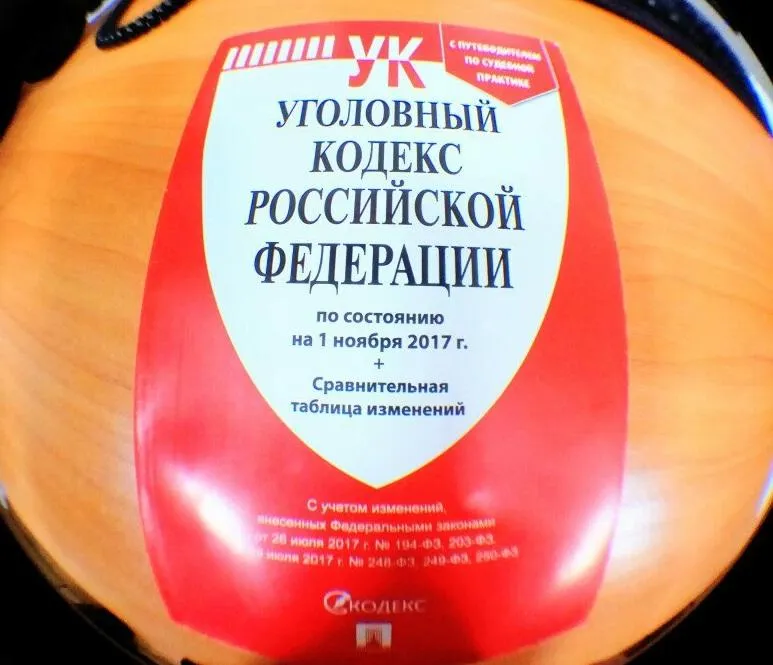 УК
С ПУТЕВОДИТЕЛЕМ
ПО СУДЕБНОЙ
ПРАКТИКЕ
УГОЛОВНЫЙ
КОДЕКС
РОССИЙСКОЙ
ФЕДЕРАЦИИ
по состоянию
на 1 ноября 2017 г.
+
Сравнительная
таблица изменений
С учетом изменений,
внесенных Федеральными законами
от 26 июля 2017 г. № 194-ФЗ, 203-ФЗ,
июля 2017 г. № 248-ФЗ, 249-ФЗ, 250-ФЗ
КОДЕКС